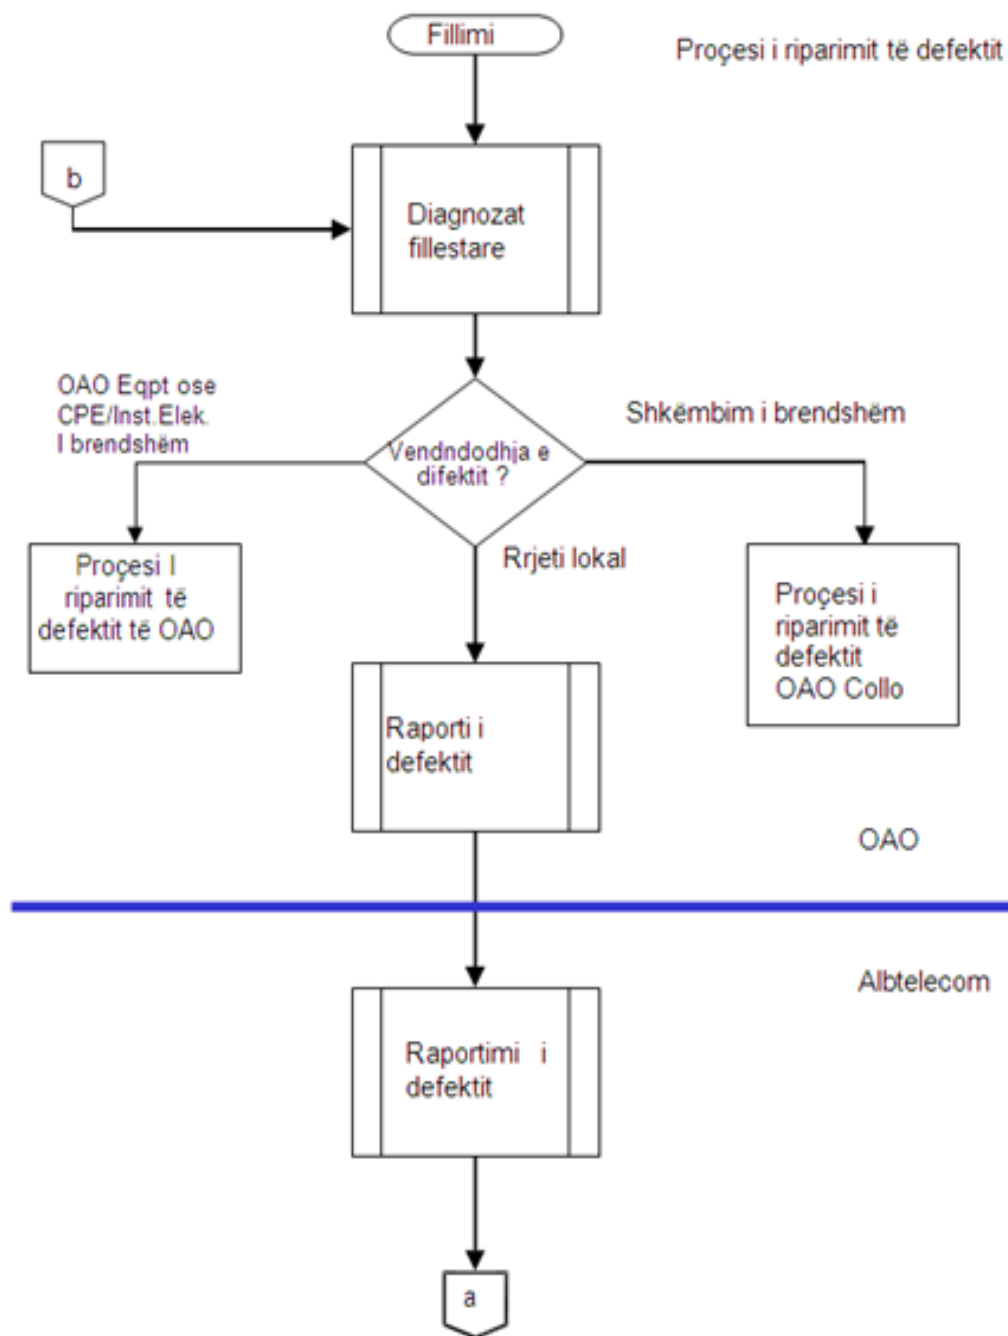 Fillimi
Proçesi i riparimit të defektit
b
Diagnozat
fillestare
OAO Eqpt ose
CPE/Inst.Elek.
I brendshëm
Shkëmbim i brendshëm
Vendndodhja e
difektit ?
Rrjeti lokal
Proçesi I
riparimit të
defektit të OAO
Proçesi i
riparimit të
defektit
OAO Collo
Raporti i
defektit
OAO
Albtelecom
Raportimi i
defektit
a